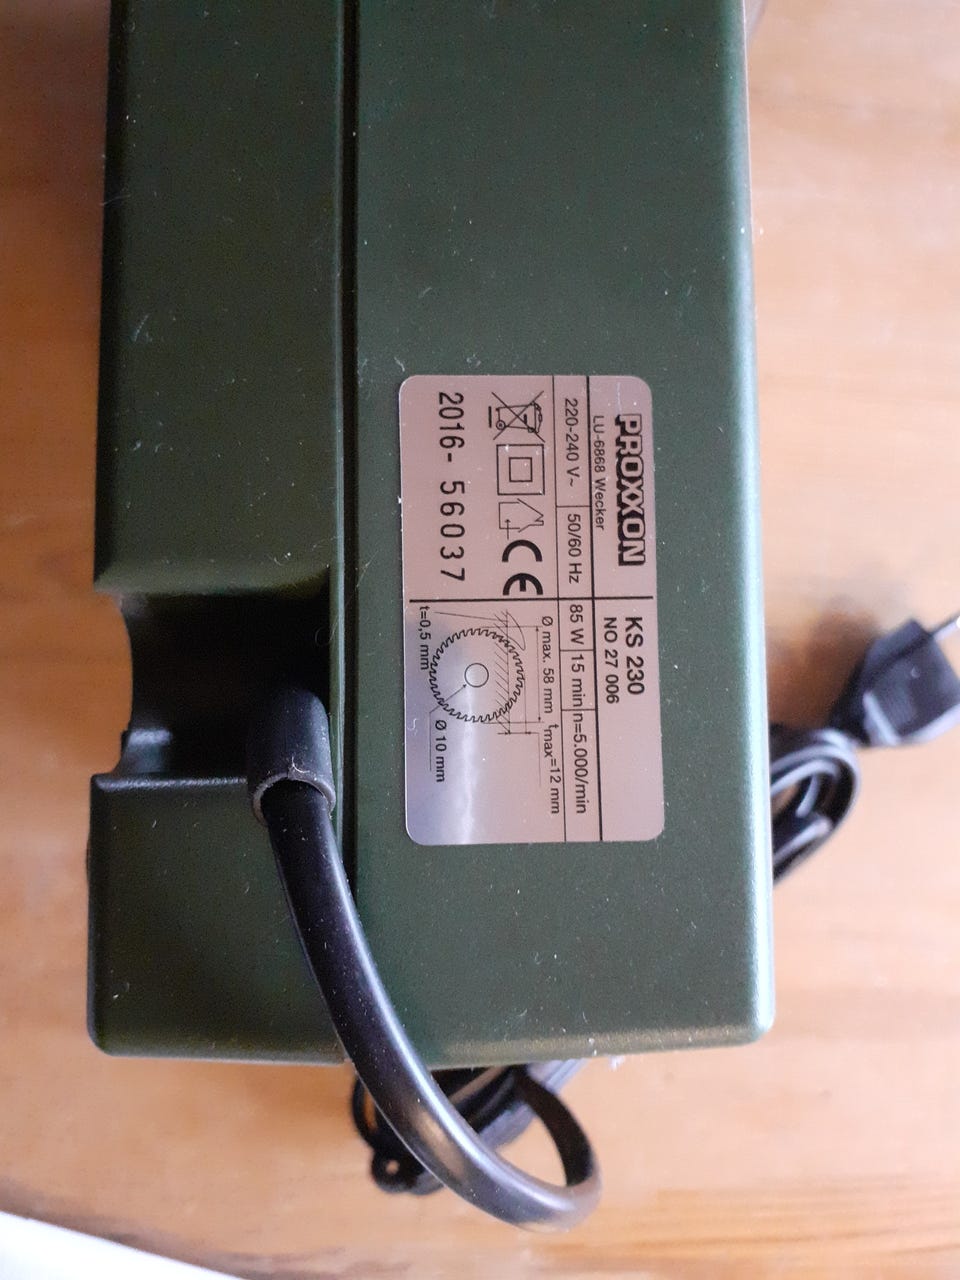 PROXXON
LU-6868 Wecker
KS 230
NO 27 006
220-240 V~ 50/60 Hz 85 W 15 min n=5.000/min
CE
2016- 56037
Ø max. 58 mm tmax=12 mm
t=0,5 mm
Ø 10 mm